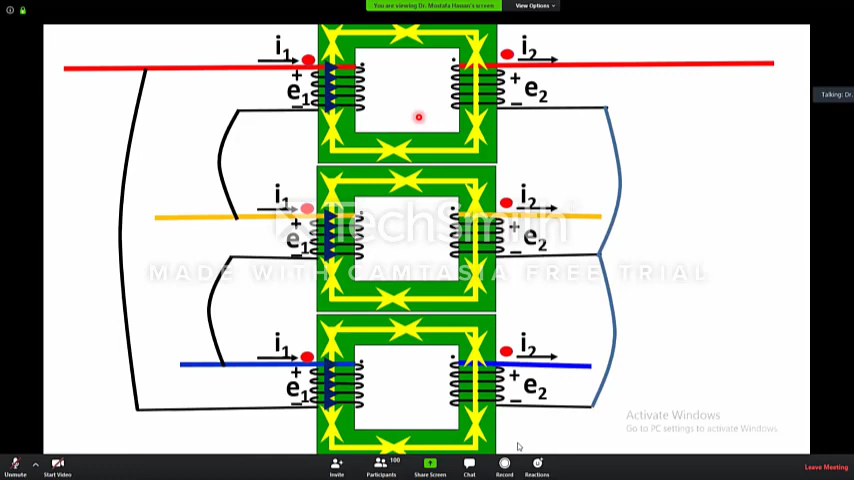 You are viewing Dr. Mostafa Hassan's screen
View Options
Talking: Dr.
i1
i2
+
e1
−
+
e2
−
i1
i2
+
e1
−
+
e2
−
TechSmith
MADE WITH CAMTASIA FREE TRIAL
i1
i2
+
e1
−
+
e2
−
Activate Windows
Go to PC settings to activate Windows.
Unmute
Start Video
Invite
Participants
100
Share Screen
Chat
Record
Reactions
Leave Meeting